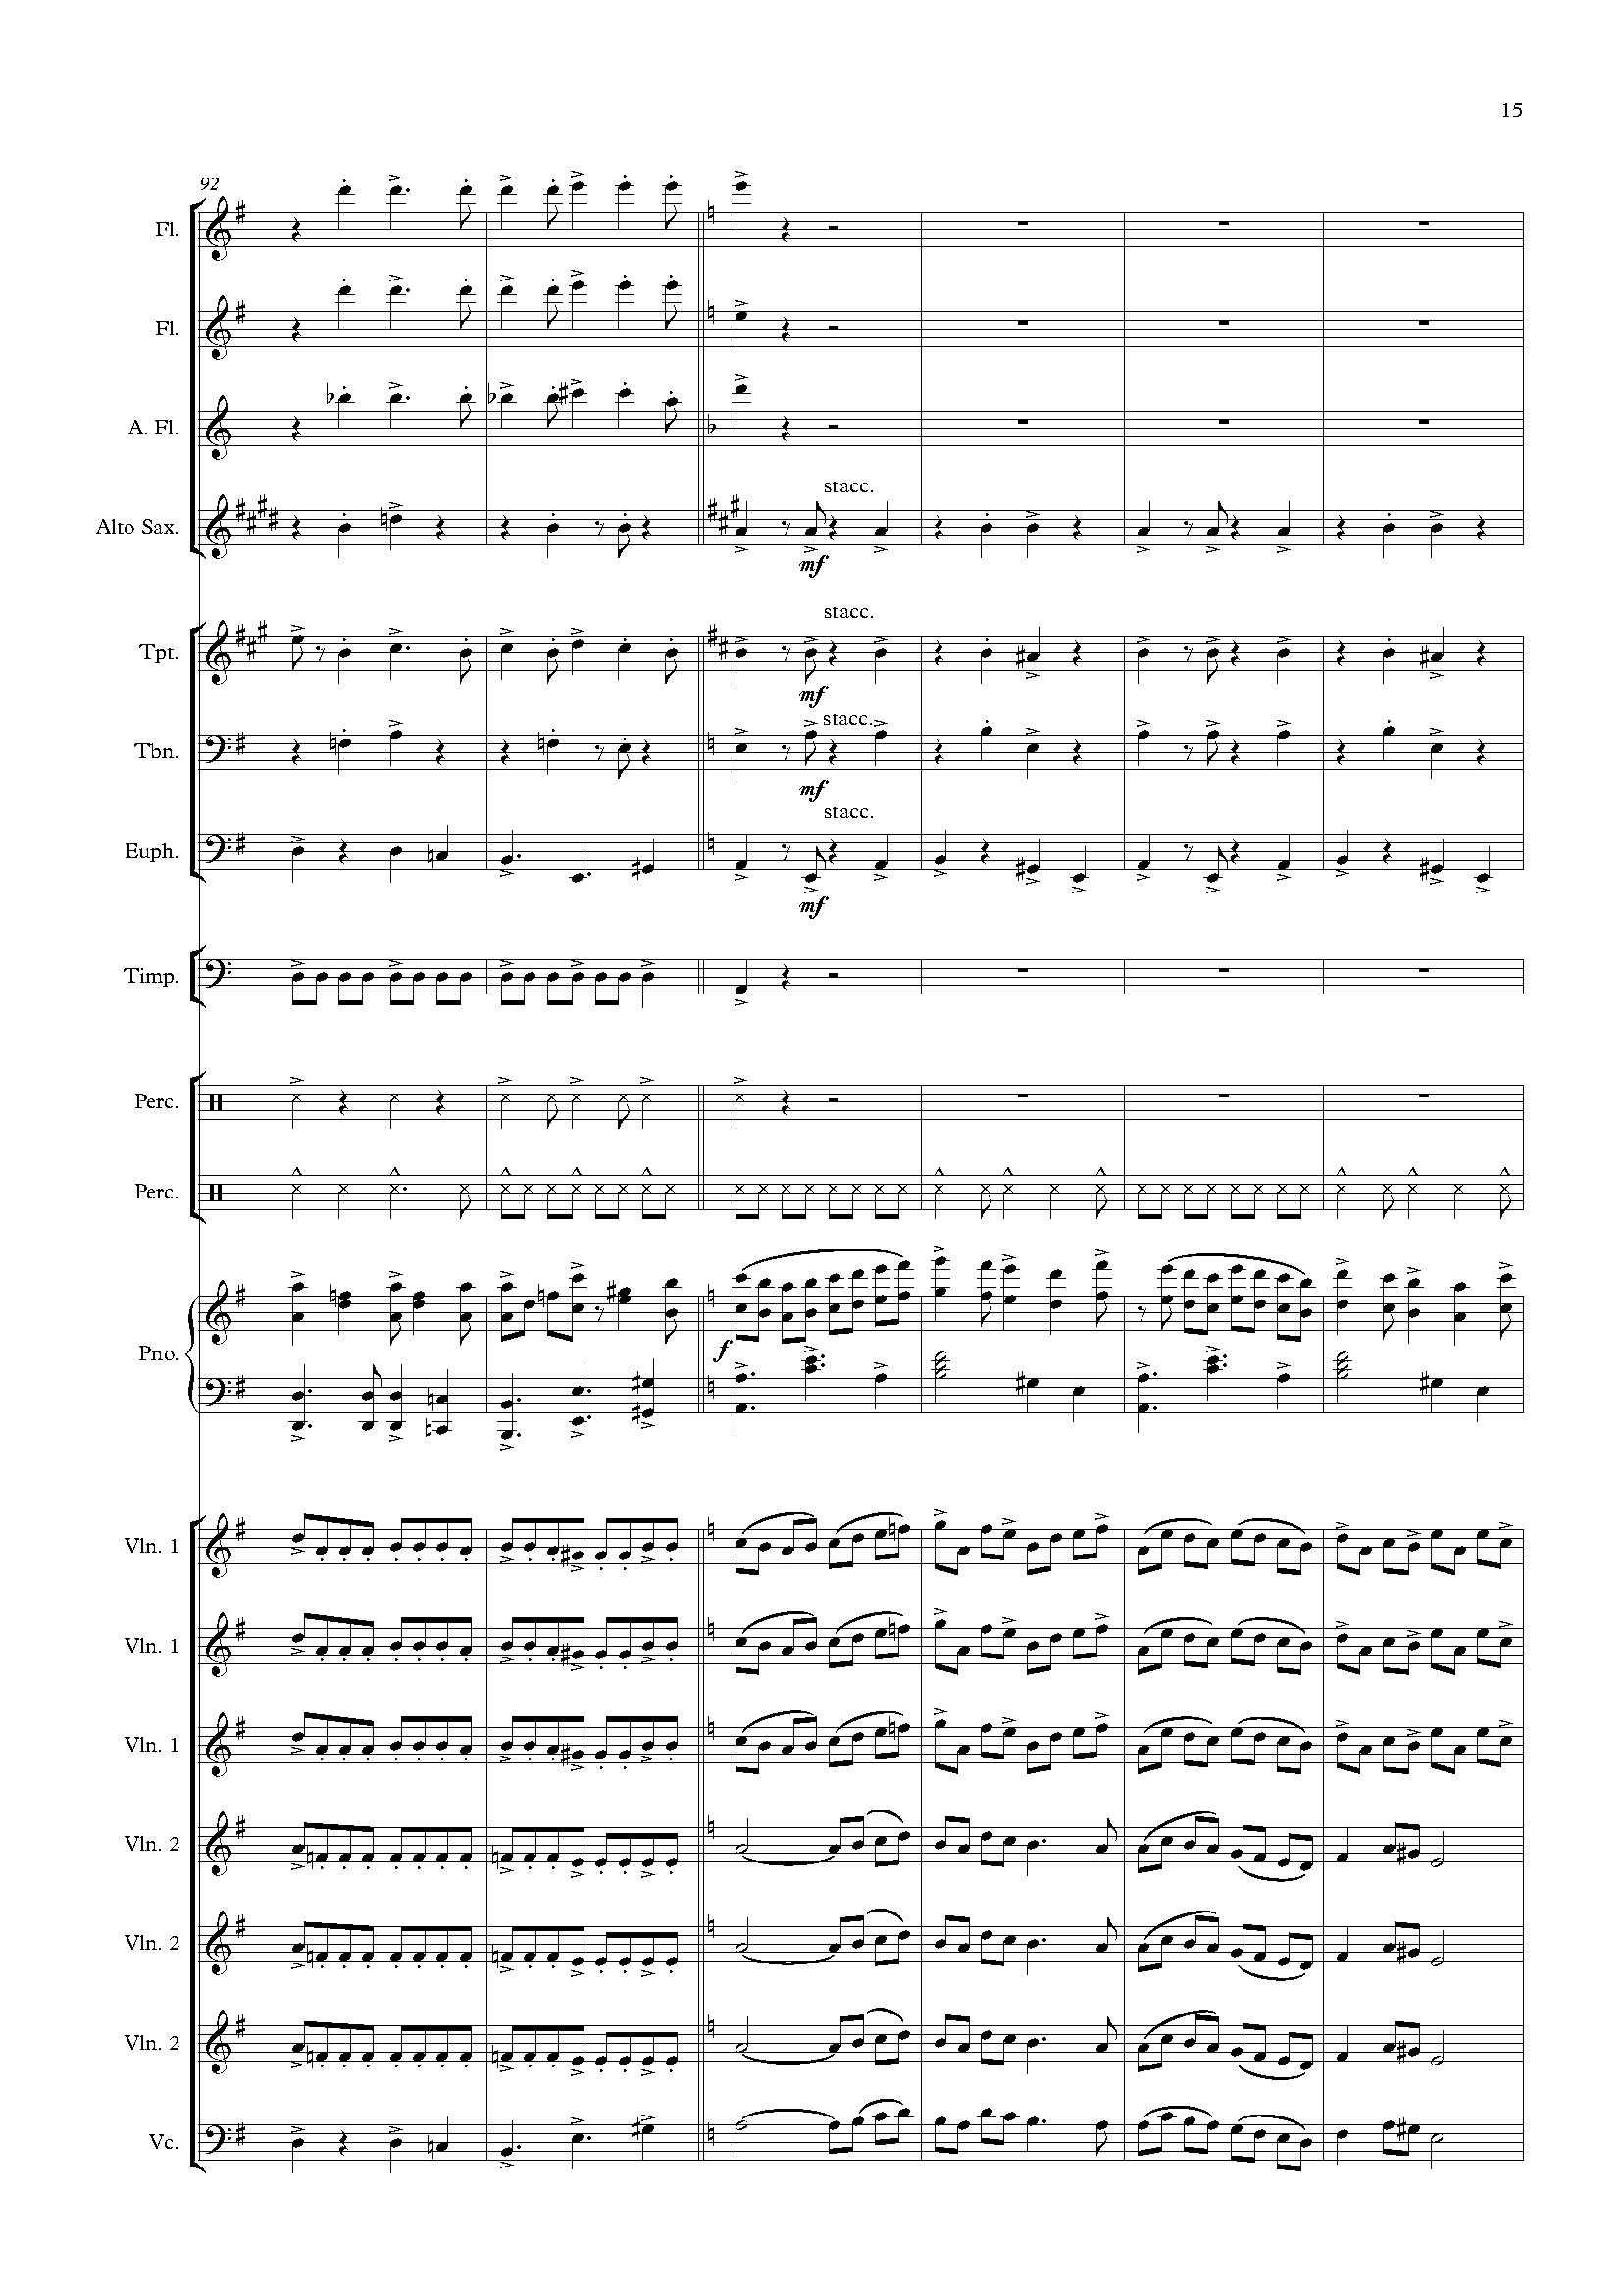 15
92
Fl.
Fl.
A. Fl.
stacc.
Alto Sax.
mf
stacc.
Tpt.
mf
stacc.
Tbn.
mf
stacc.
Euph.
mf
Timp.
Perc.
Perc.
f
Pno.
Vln. 1
Vln. 1
Vln. 1
Vln. 2
Vln. 2
Vln. 2
Vc.